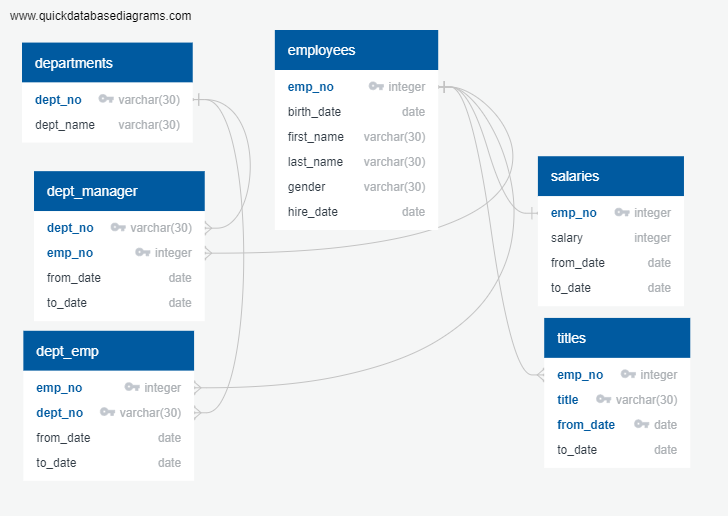 www.quickdatabasediagrams.com
departments
dept_no varchar(30)
dept_name varchar(30)
employees
emp_no integer
birth_date date
first_name varchar(30)
last_name varchar(30)
gender varchar(30)
hire_date date
dept_manager
dept_no varchar(30)
emp_no integer
from_date date
to_date date
salaries
emp_no integer
salary integer
from_date date
to_date date
dept_emp
emp_no integer
dept_no varchar(30)
from_date date
to_date date
titles
emp_no integer
title varchar(30)
from_date date
to_date date